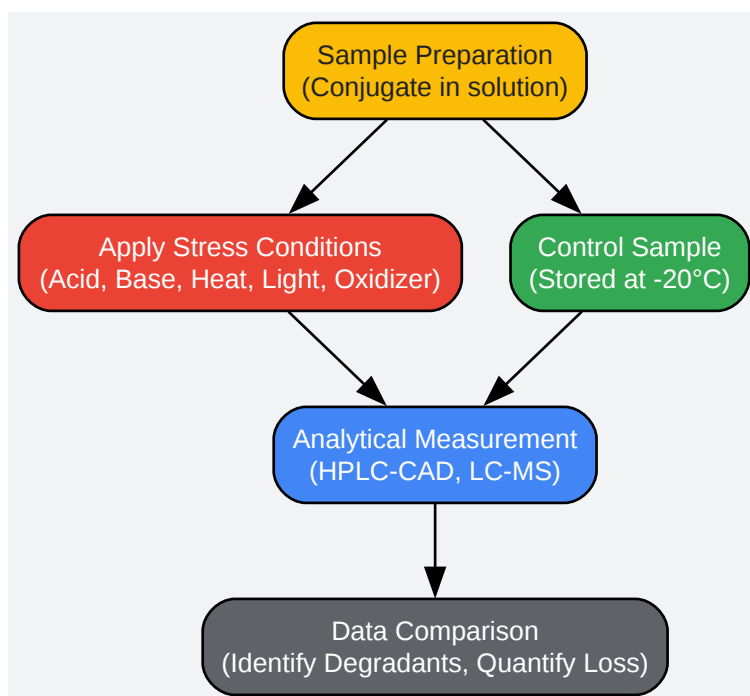 Sample Preparation
(Conjugate in solution)
Apply Stress Conditions
(Acid, Base, Heat, Light, Oxidizer)
Control Sample
(Stored at -20°C)
Analytical Measurement
(HPLC-CAD, LC-MS)
Data Comparison
(Identify Degradants, Quantify Loss)